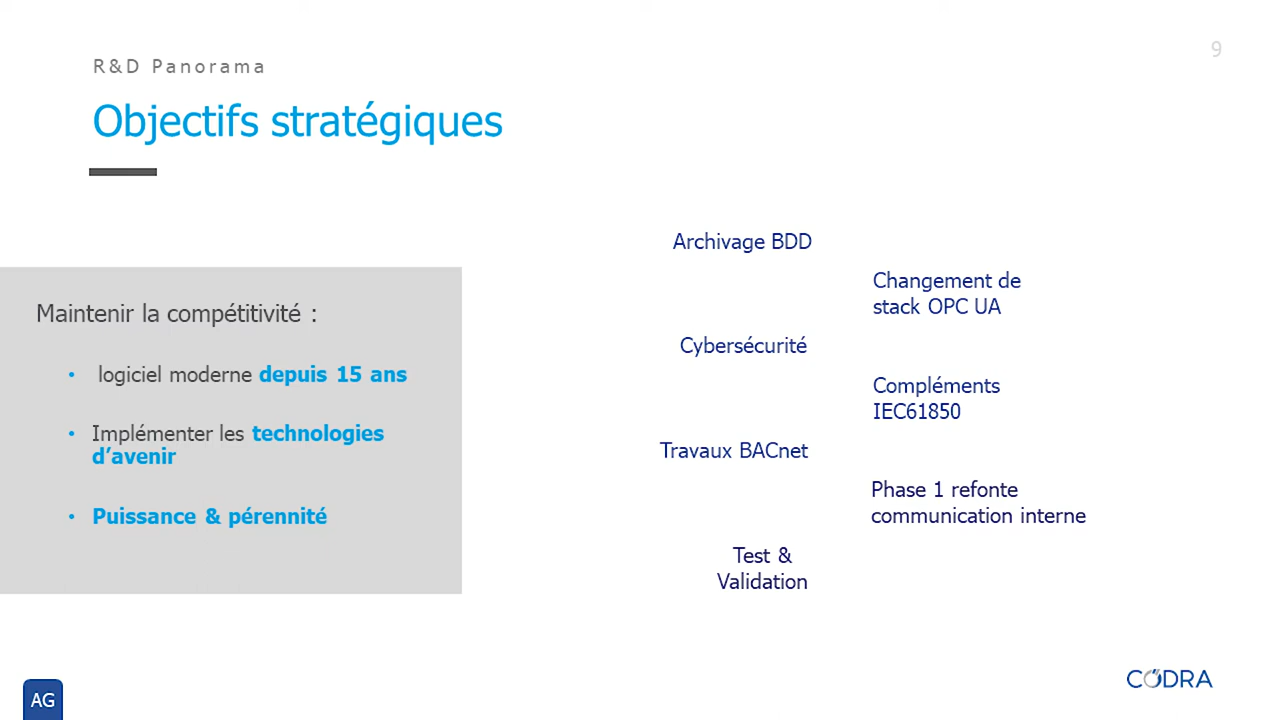 9
R&D Panorama
Objectifs stratégiques
Maintenir la compétitivité :
• logiciel moderne depuis 15 ans
• Implémenter les technologies
d’avenir
• Puissance & pérennité
Archivage BDD
Changement de
stack OPC UA
Cybersécurité
Compléments
IEC61850
Travaux BACnet
Phase 1 refonte
communication interne
Test &
Validation
AG
CODRA